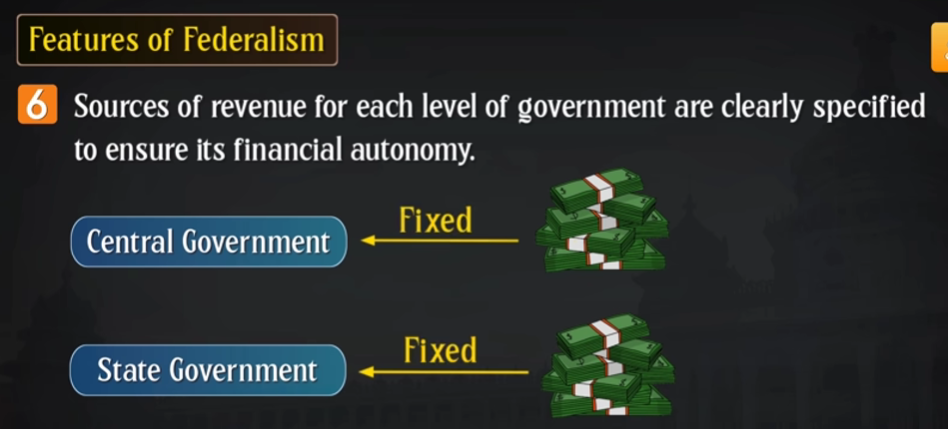 Features of Federalism
6 Sources of revenue for each level of government are clearly specified
to ensure its financial autonomy.
Fixed
Central Government
Fixed
State Government